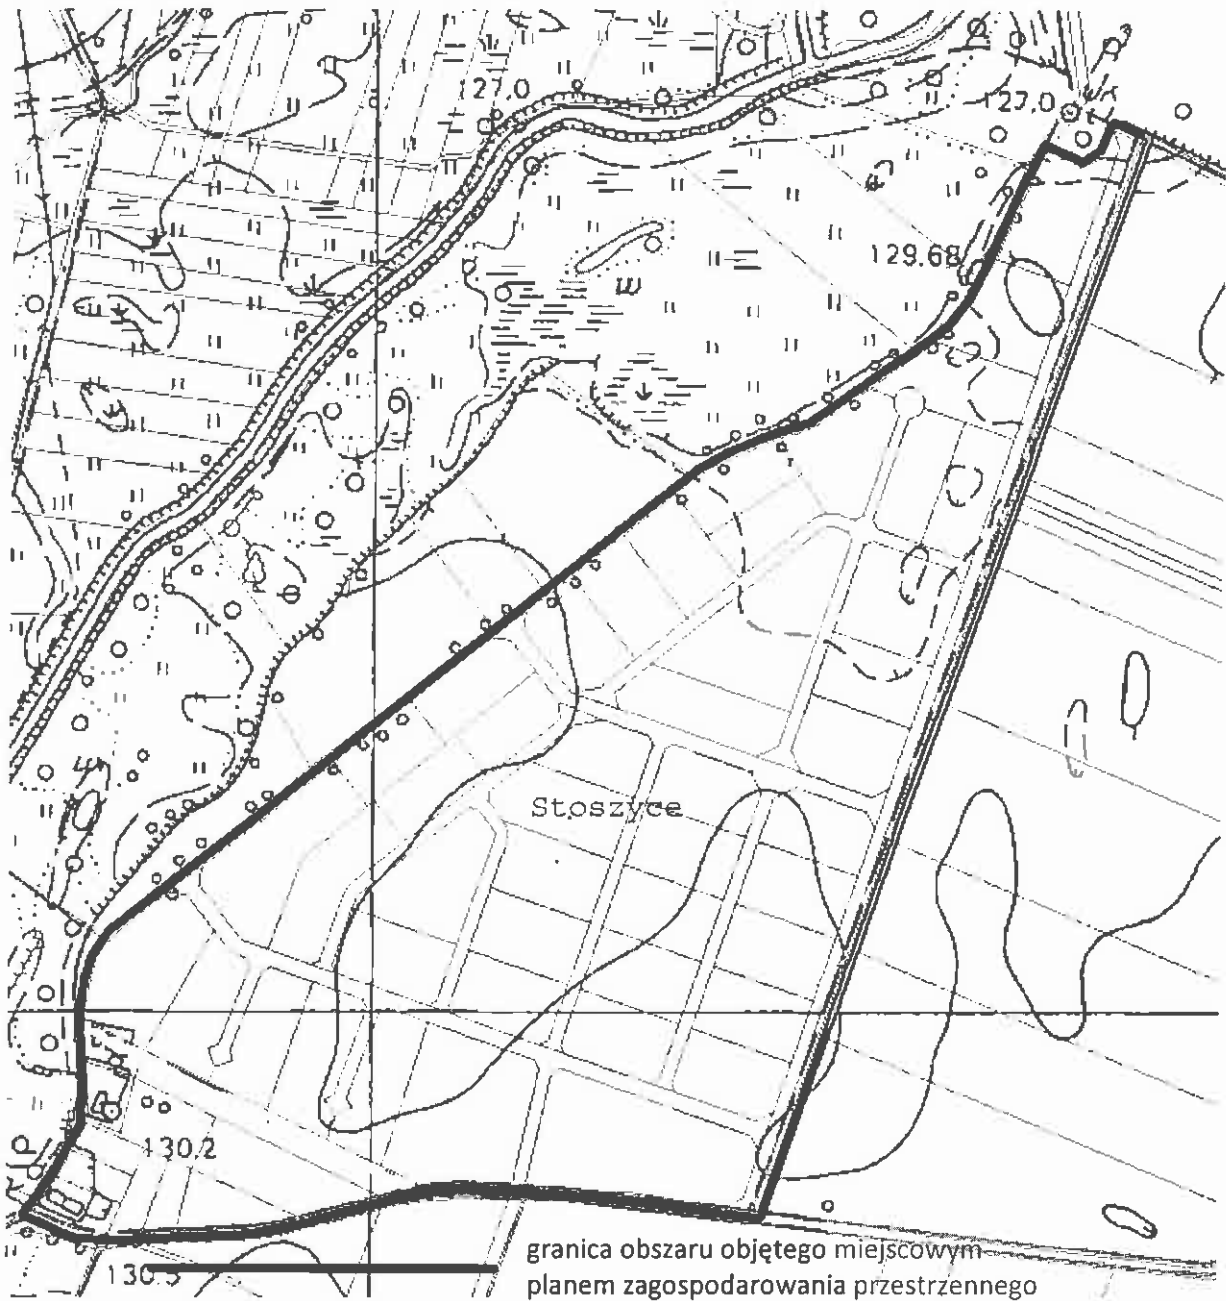 127.0
127.0
129.68
Stoszyce
130.2
130.5
granica obszaru objętego miejscowym
planem zagospodarowania przestrzennego